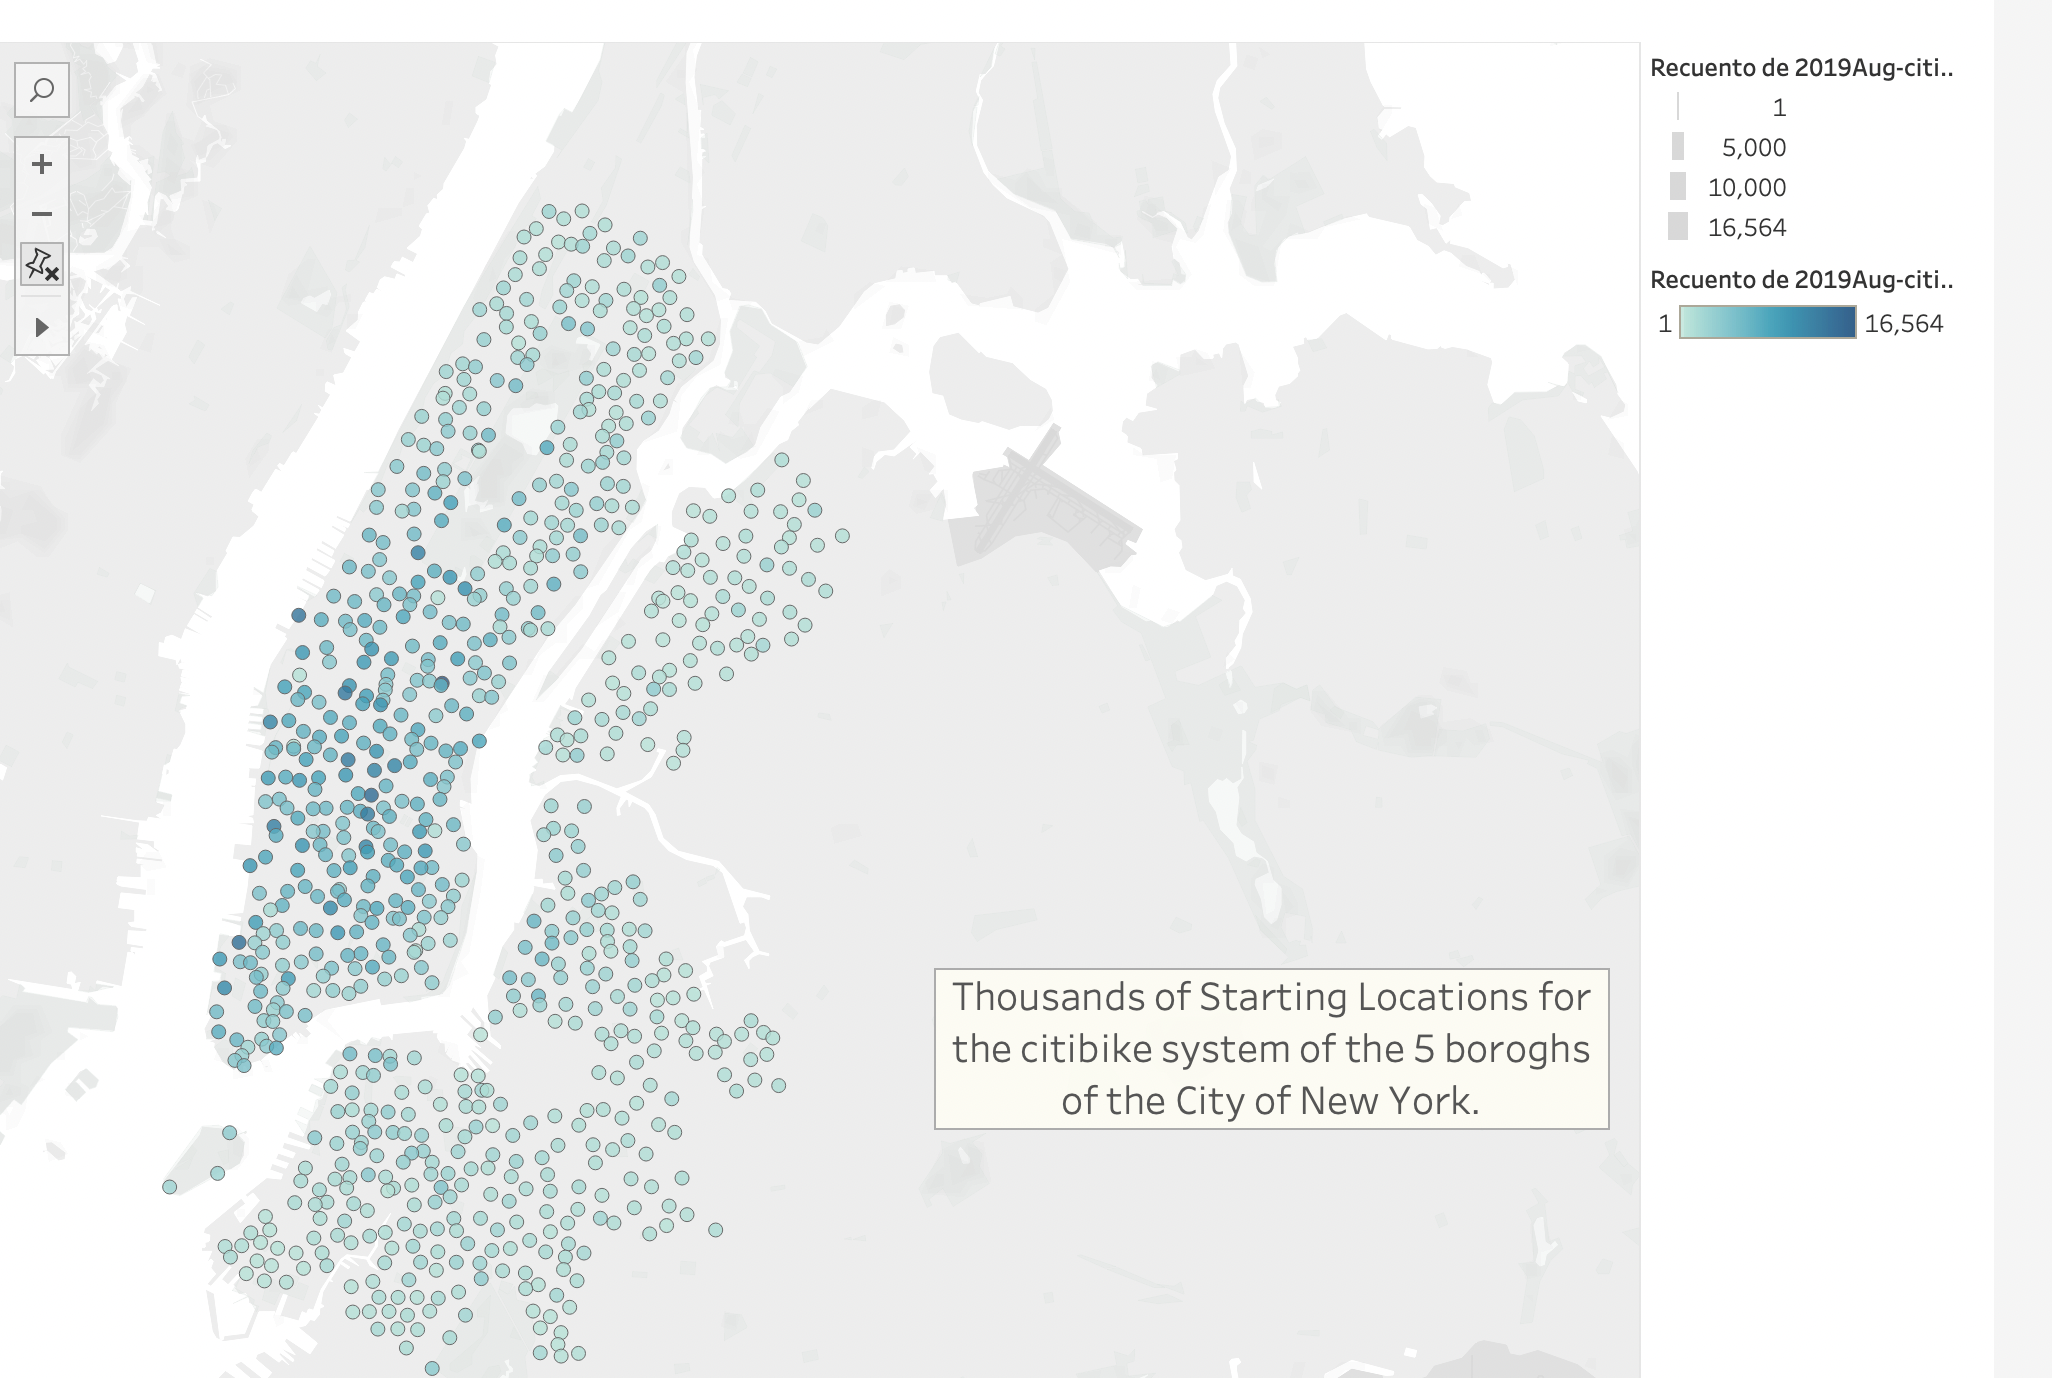 Recuento de 2019Aug-citi..
1
5,000
10,000
16,564
Recuento de 2019Aug-citi..
1 16,564
Thousands of Starting Locations for
the citibike system of the 5 boroghs
of the City of New York.